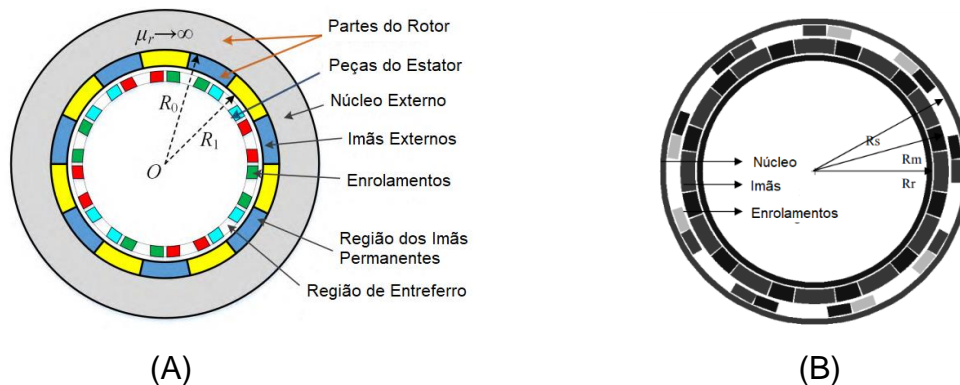 μr→∞
R0
R1
O
Partes do Rotor
Peças do Estator
Núcleo Externo
Imãs Externos
Enrolamentos
Região dos Imãs
Permanentes
Região de Entreferro
(A)
Rs
Rm
Rr
Núcleo
Imãs
Enrolamentos
(B)